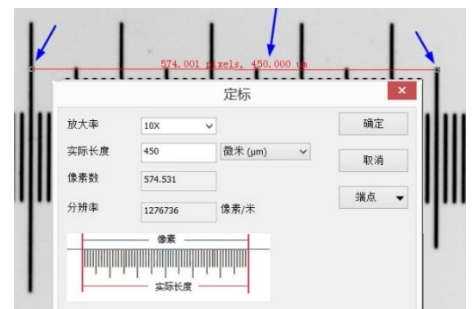 574.001 pixels, 450.000 um
定标
放大率 10X 确定
实际长度 450 微米 (μm) 取消
像素数 574.531
分辨率 1276736 像素/米 端点
像素
实际长度